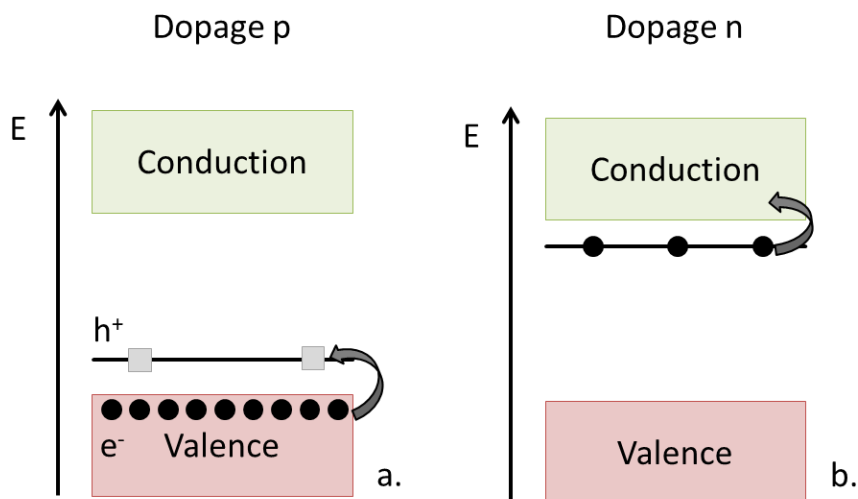 Dopage p
Dopage n
E
Conduction
h⁺
e⁻
Valence
a.
E
Conduction
Valence
b.